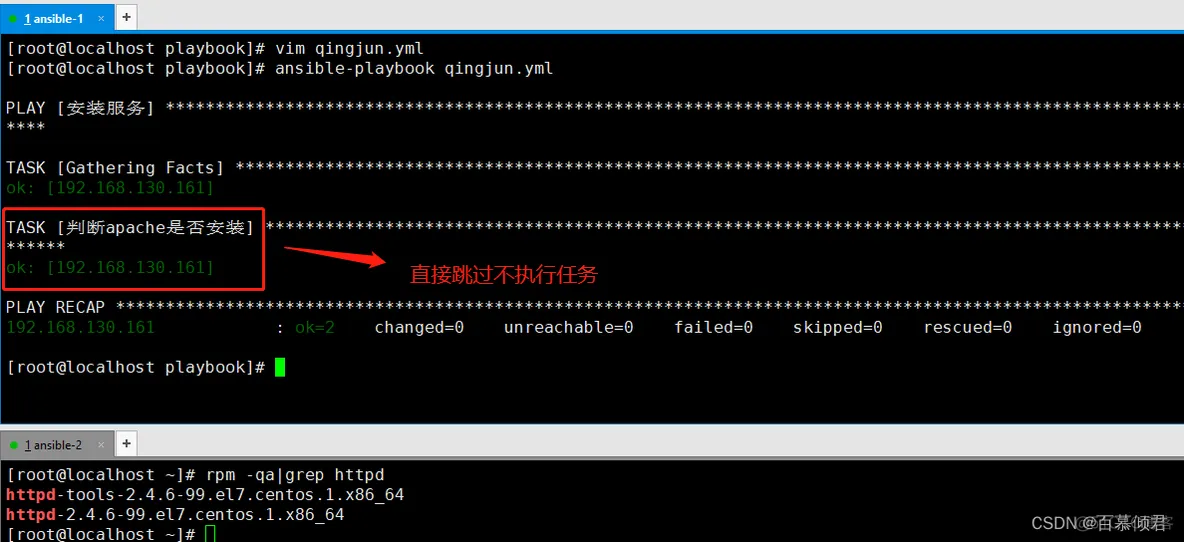 1 ansible-1 × +
[root@localhost playbook]# vim qingjun.yml
[root@localhost playbook]# ansible-playbook qingjun.yml
PLAY [安装服务] ******************************************************************************************************
****
TASK [Gathering Facts] ***********************************************************************************************
ok: [192.168.130.161]
TASK [判断apache是否安装] ********************************************************************************************
******
ok: [192.168.130.161]
直接跳过不执行任务
PLAY RECAP ***********************************************************************************************************
192.168.130.161 : ok=2 changed=0 unreachable=0 failed=0 skipped=0 rescued=0 ignored=0
[root@localhost playbook]#
1 ansible-2 × +
[root@localhost ~]# rpm -qa|grep httpd
httpd-tools-2.4.6-99.el7.centos.1.x86_64
httpd-2.4.6-99.el7.centos.1.x86_64
[root@localhost ~]#
CSDN @百慕倾君